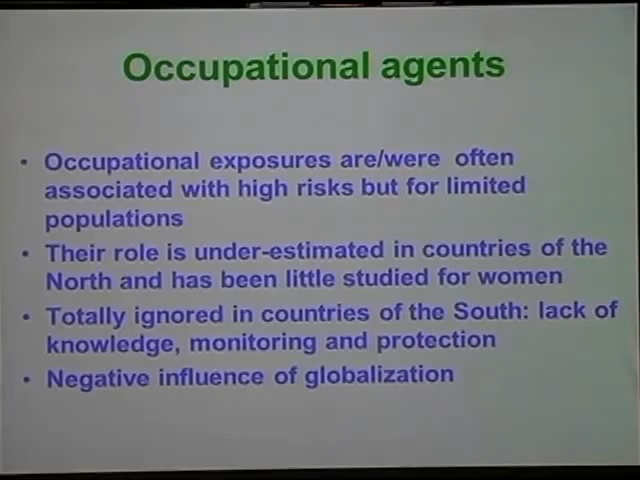 Occupational agents
• Occupational exposures are/were often
associated with high risks but for limited
populations
• Their role is under-estimated in countries of the
North and has been little studied for women
• Totally ignored in countries of the South: lack of
knowledge, monitoring and protection
• Negative influence of globalization